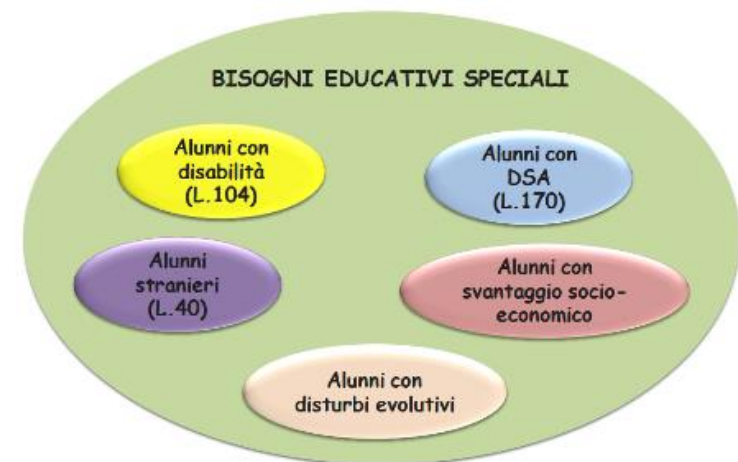 BISOGNI EDUCATIVI SPECIALI
Alunni con
disabilità
(L.104)
Alunni con
DSA
(L.170)
Alunni
stranieri
(L.40)
Alunni con
svantaggio socio-
economico
Alunni con
disturbi evolutivi